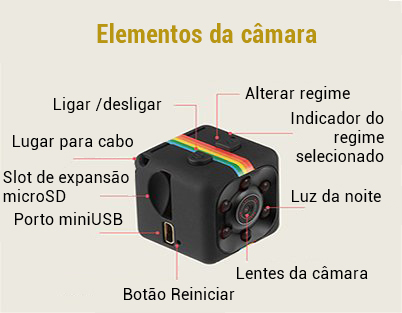 Elementos da câmara
Ligar /desligar
Alterar regime
Indicador do
regime
selecionado
Lugar para cabo
Slot de expansão
microSD
Luz da noite
Porto miniUSB
Lentes da câmara
Botão Reiniciar